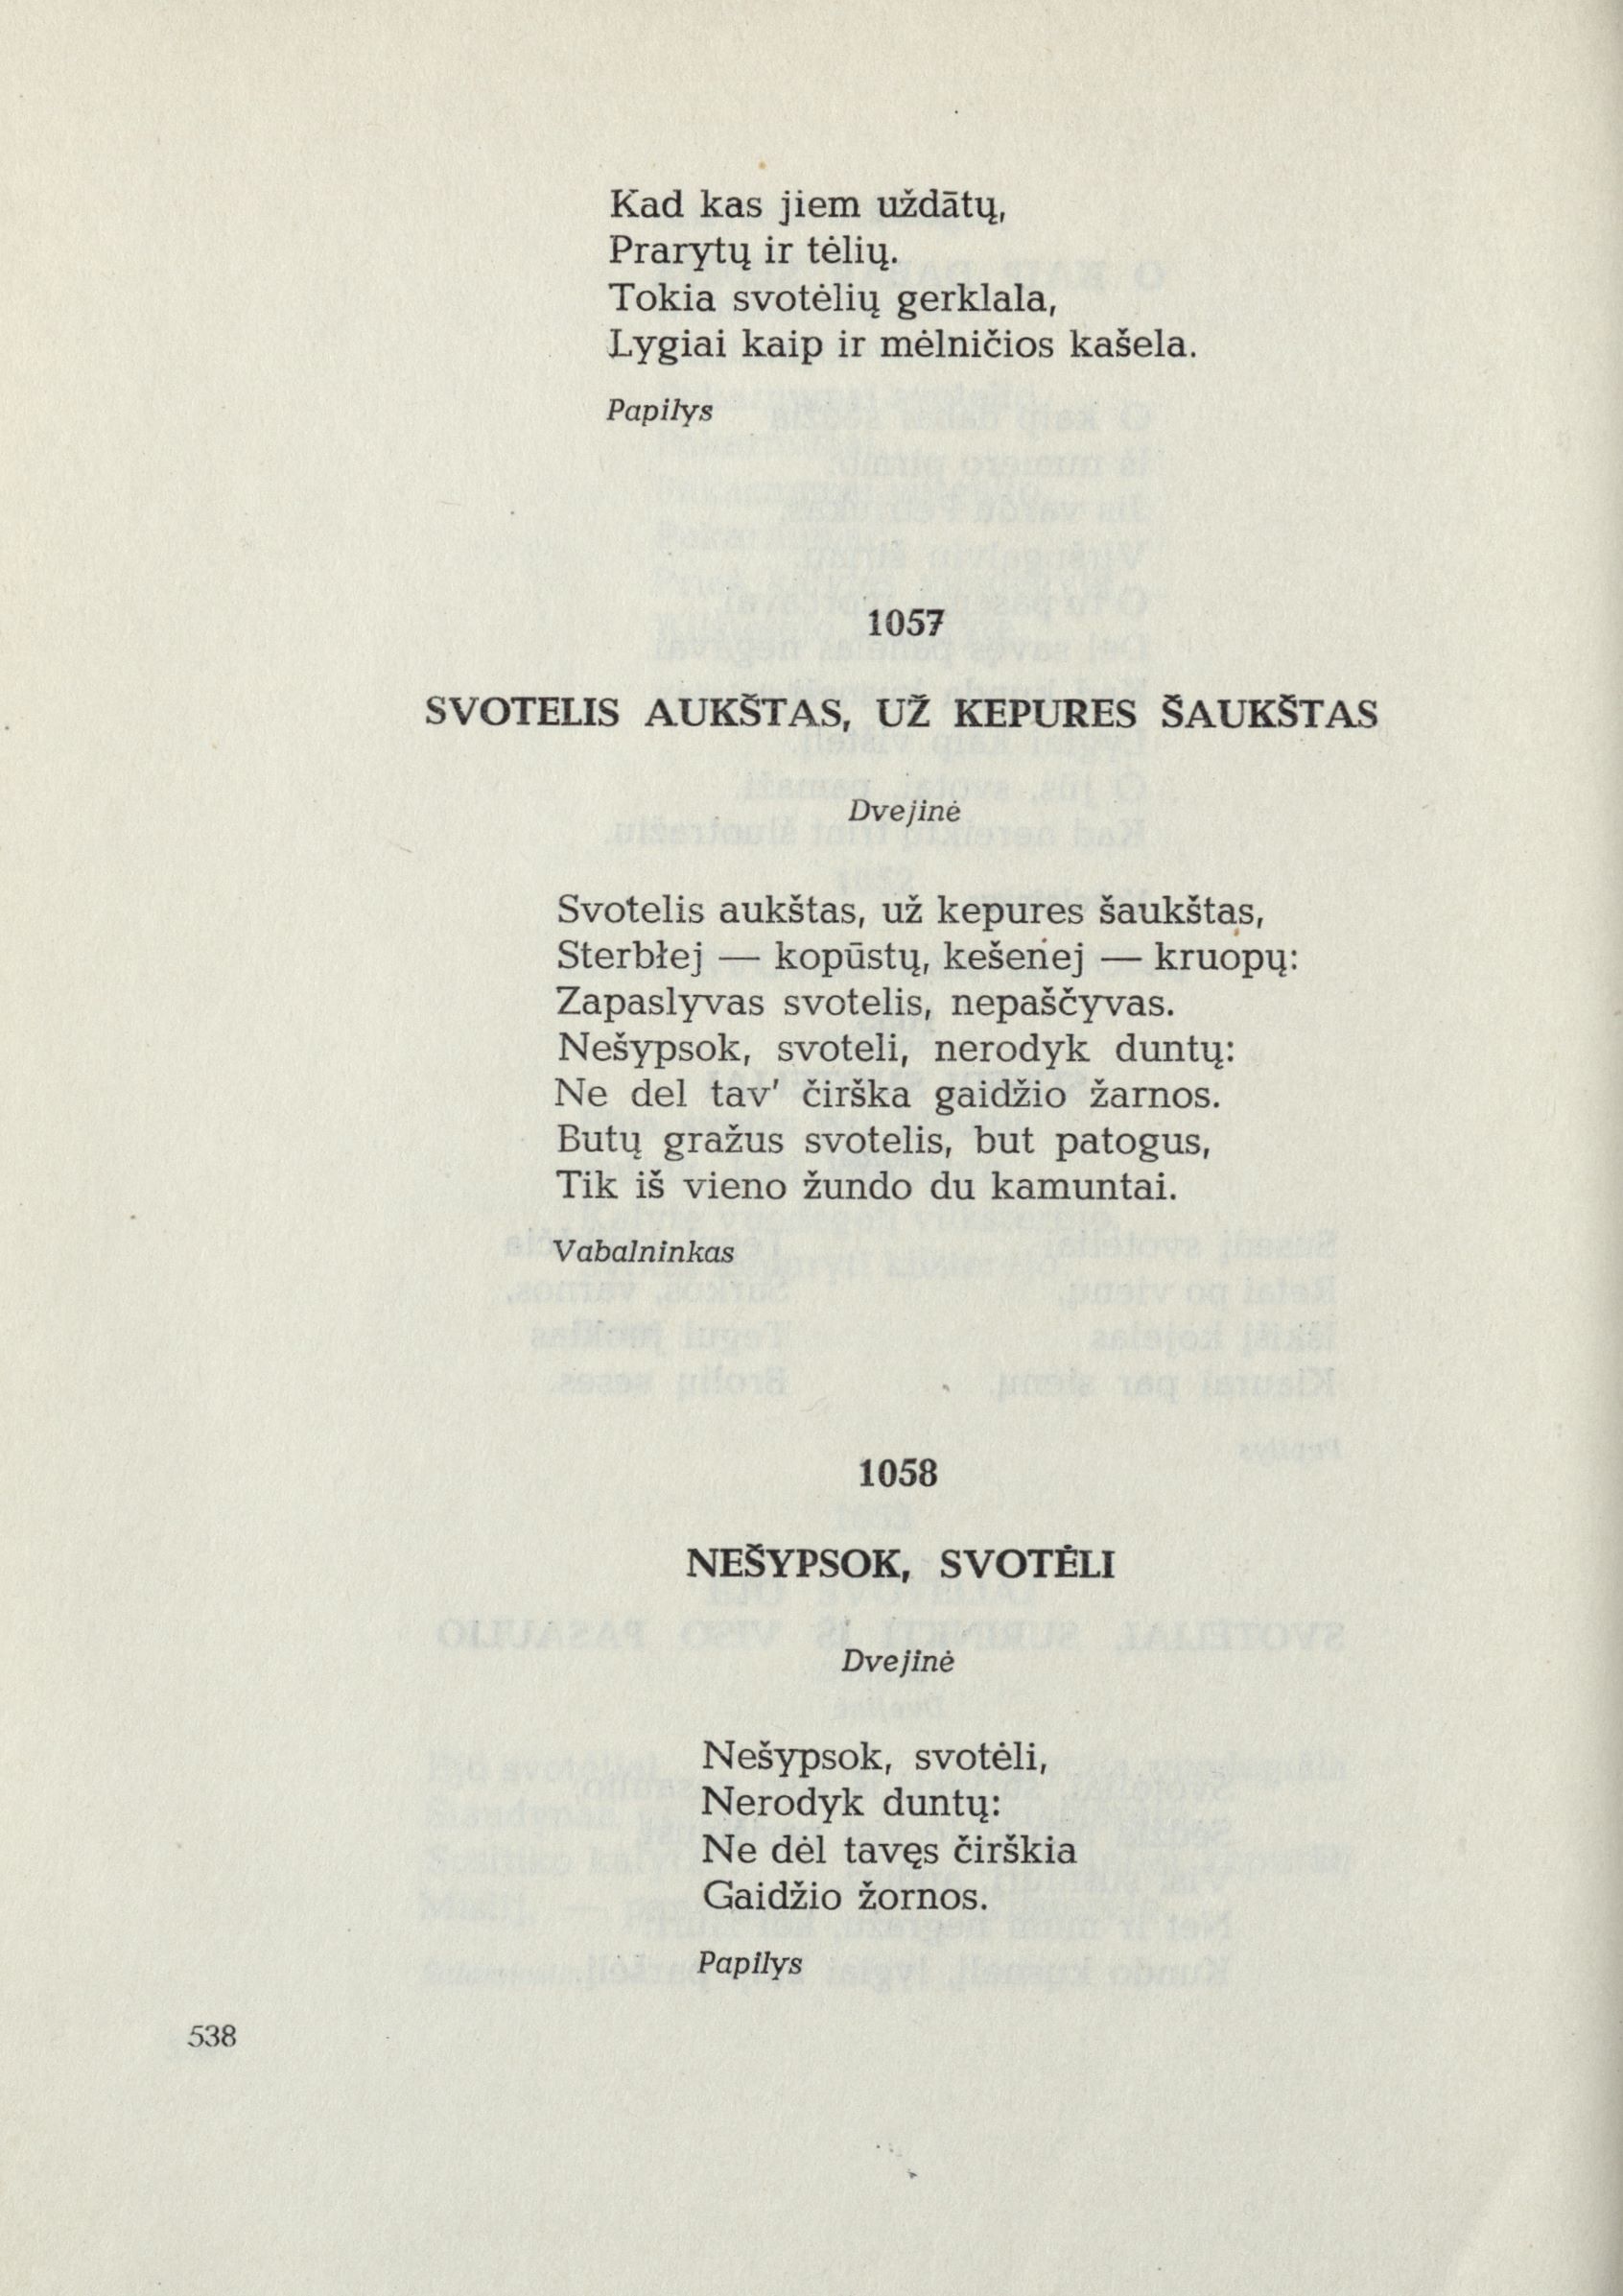 Kad kas jiem uždātų,
Prarytų ir tėlių.
Tokia svotėlių gerklala,
Lygiai kaip ir mėlničios kašela.
Papilys
1057
SVOTELIS AUKŠTAS, UŽ KEPURES ŠAUKŠTAS
Dvejinė
Svotelis aukštas, už kepures šaukštas,
Sterbłej — kopūstų, kešenej — kruopų:
Zapaslyvas svotelis, nepaščyvas.
Nešypsok, svoteli, nerodyk duntų:
Ne del tav' čirška gaidžio žarnos.
Butų gražus svotelis, but patogus,
Tik iš vieno žundo du kamuntai.
Vabalninkas
1058
NEŠYPSOK, SVOTĖLI
Dvejinė
Nešypsok, svotėli,
Nerodyk duntų:
Ne dėl tavęs čirškia
Gaidžio žornos.
Papilys
538